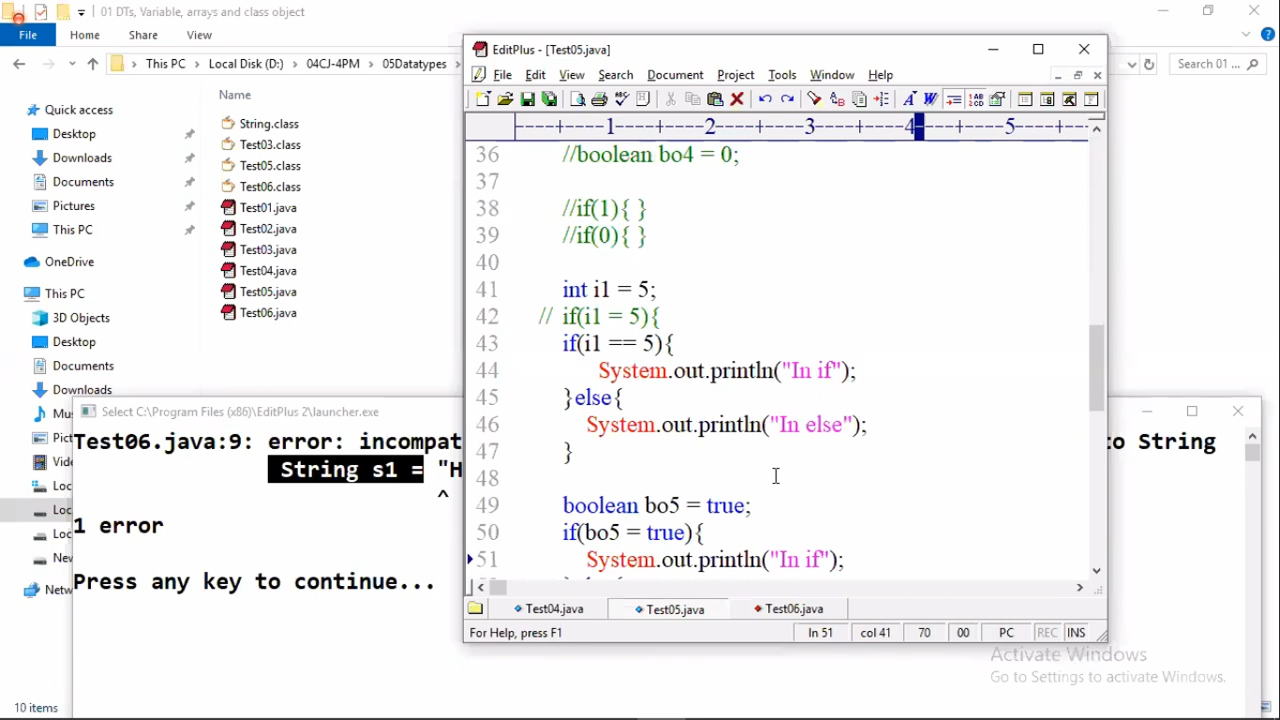 01 DTs, Variable, arrays and class object
File Home Share View
This PC Local Disk (D:) 04CJ-4PM 05Datatypes Search 01 ...
Quick access
Desktop
Downloads
Documents
Pictures
This PC
OneDrive
This PC
3D Objects
Desktop
Documents
Downloads
Name
String.class
Test03.class
Test05.class
Test06.class
Test01.java
Test02.java
Test03.java
Test04.java
Test05.java
Test06.java
10 items
EditPlus - [Test05.java]
File Edit View Search Document Project Tools Window Help
----+----1----+----2----+----3----+----4----+----5----+--
36 //boolean bo4 = 0;
37
38 //if(1){ }
39 //if(0){ }
40
41 int i1 = 5;
42 // if(i1 = 5){
43 if(i1 == 5){
44 System.out.println("In if");
45 }else{
46 System.out.println("In else");
47 }
48
49 boolean bo5 = true;
50 if(bo5 = true){
51 System.out.println("In if");
Test04.java Test05.java Test06.java
For Help, press F1 ln 51 col 41 70 00 PC REC INS
Select C:\Program Files (x86)\EditPlus 2\launcher.exe
Test06.java:9: error: incompat to String
String s1 = "H
^
1 error
Press any key to continue...
Activate Windows
Go to Settings to activate Windows.